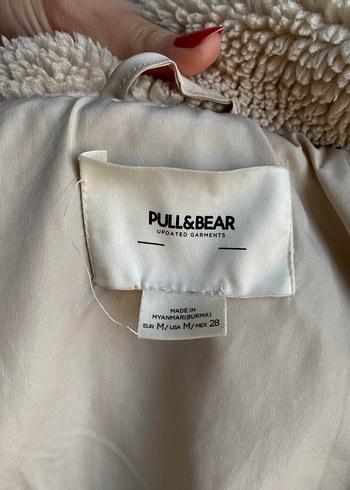 PULL&BEAR
UPDATED GARMENTS
MADE IN
MYANMAR(BURMA)
EUR M/ USA M/ MEX 28